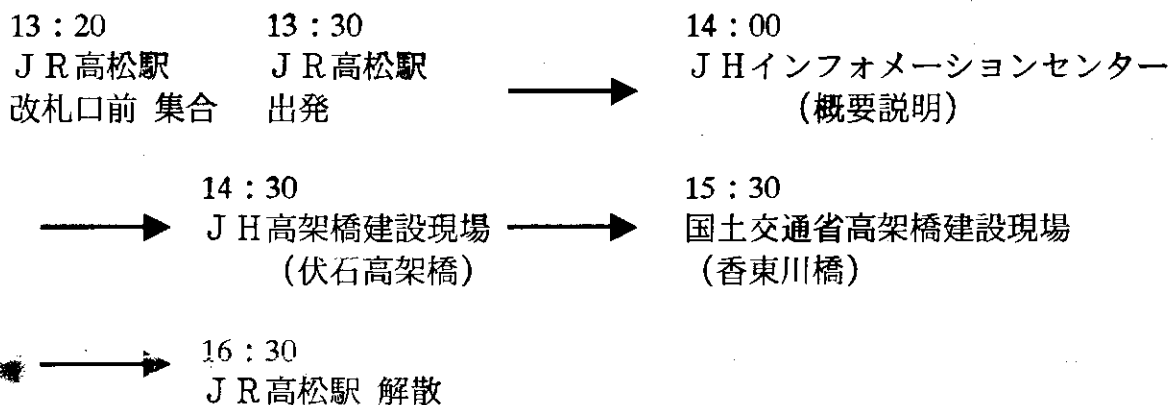 13：20 13：30 14：00
ＪＲ高松駅 ＪＲ高松駅 ＪＨインフォメーションセンター
改札口前 集合 出発 (概要説明)
14：30 15：30
ＪＨ高架橋建設現場 国土交通省高架橋建設現場
(伏石高架橋) (香東川橋)
16：30
ＪＲ高松駅 解散